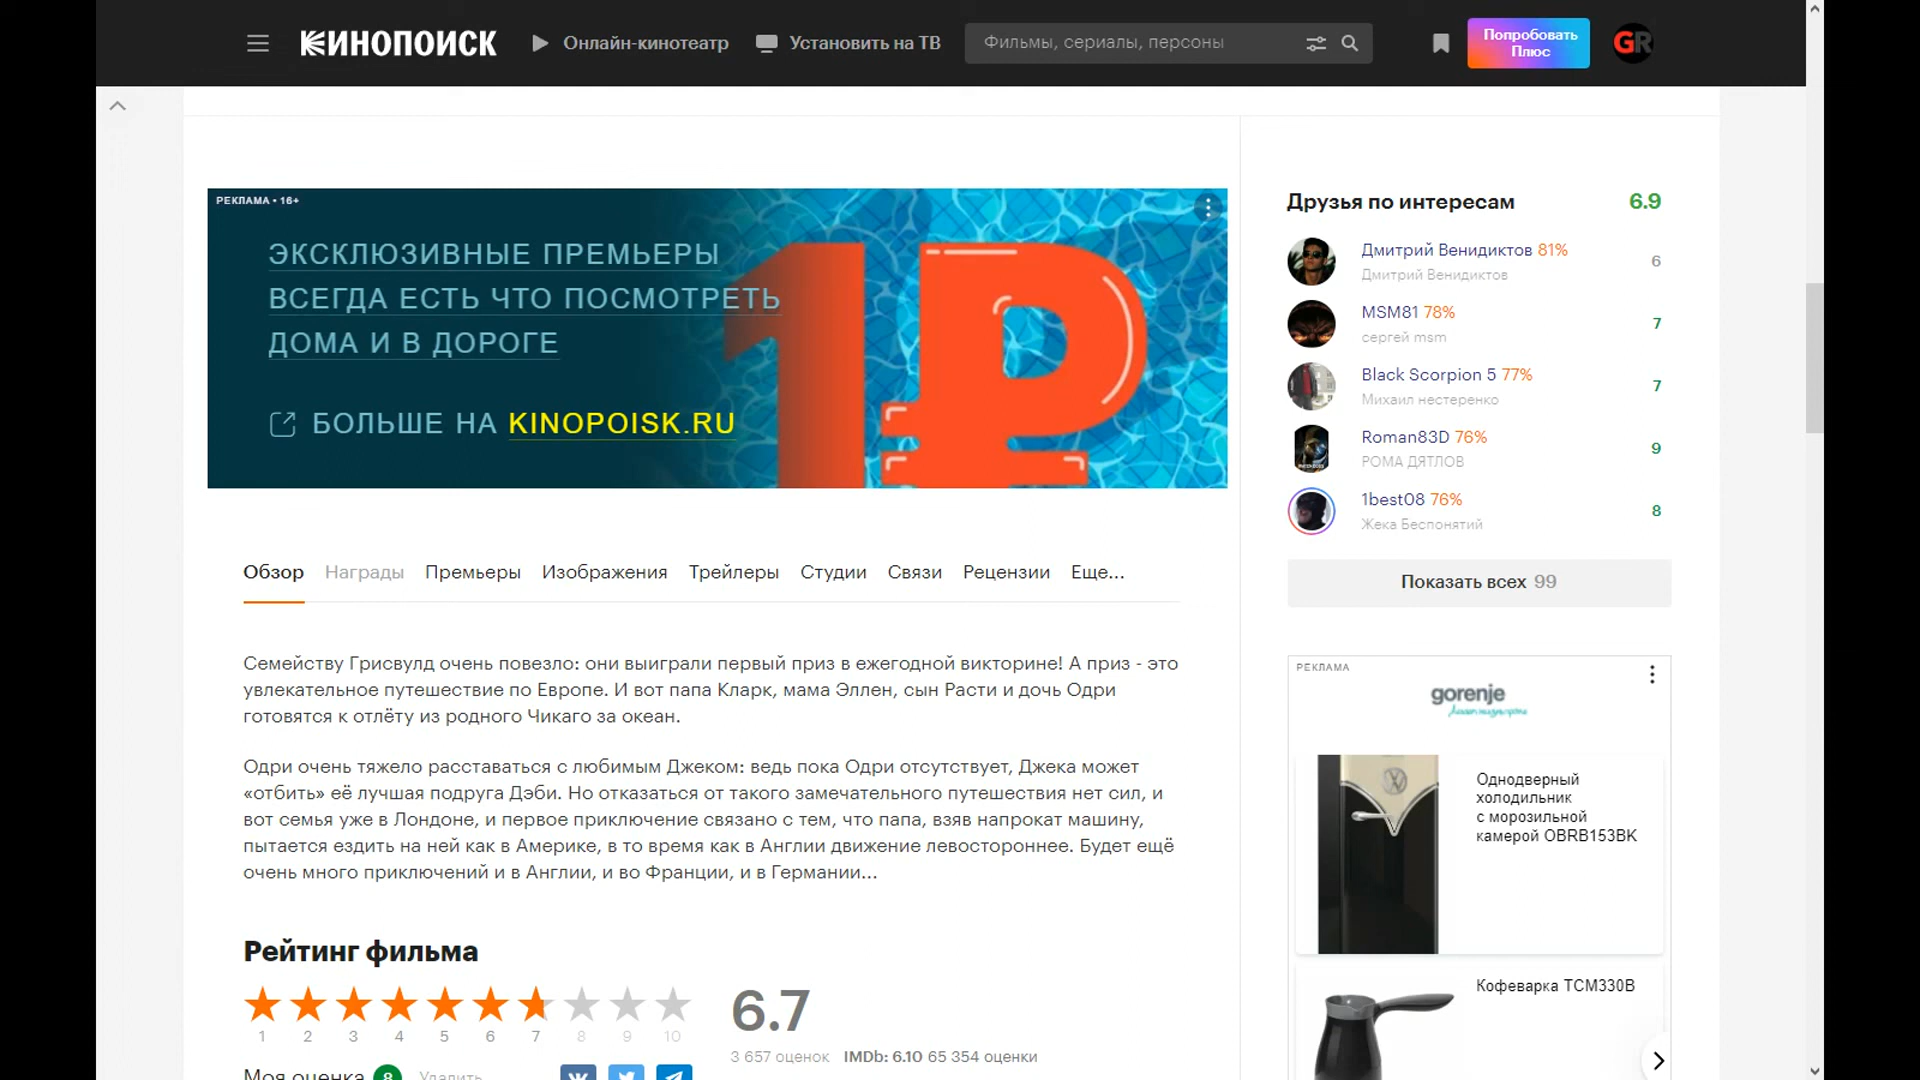 КИНОПОИСК
Онлайн-кинотеатр
Установить на ТВ
Фильмы, сериалы, персоны
Попробовать
Плюс
GR
РЕКЛАМА • 16+
ЭКСКЛЮЗИВНЫЕ ПРЕМЬЕРЫ
ВСЕГДА ЕСТЬ ЧТО ПОСМОТРЕТЬ
ДОМА И В ДОРОГЕ
БОЛЬШЕ НА KINOPOISK.RU
1₽
Обзор Награды Премьеры Изображения Трейлеры Студии Связи Рецензии Еще...
Семейству Грисвулд очень повезло: они выиграли первый приз в ежегодной викторине! А приз - это
увлекательное путешествие по Европе. И вот папа Кларк, мама Эллен, сын Расти и дочь Одри
готовятся к отлёту из родного Чикаго за океан.
Одри очень тяжело расставаться с любимым Джеком: ведь пока Одри отсутствует, Джека может
«отбить» её лучшая подруга Дэби. Но отказаться от такого замечательного путешествия нет сил, и
вот семья уже в Лондоне, и первое приключение связано с тем, что папа, взяв напрокат машину,
пытается ездить на ней как в Америке, в то время как в Англии движение левостороннее. Будет ещё
очень много приключений и в Англии, и во Франции, и в Германии...
Рейтинг фильма
1 2 3 4 5 6 7 8 9 10
6.7
3 657 оценок IMDb: 6.10 65 354 оценки
Моя оценка 8 Удалить
Друзья по интересам 6.9
Дмитрий Венидиктов 81% 6
Дмитрий Венидиктов
MSM81 78% 7
сергей msm
Black Scorpion 5 77% 7
Михаил нестеренко
Roman83D 76% 9
РОМА ДЯТЛОВ
1best08 76% 8
Жека Беспонятий
Показать всех 99
РЕКЛАМА
gorenje
Однодверный
холодильник
с морозильной
камерой OBRB153BK
Кофеварка TCM330B